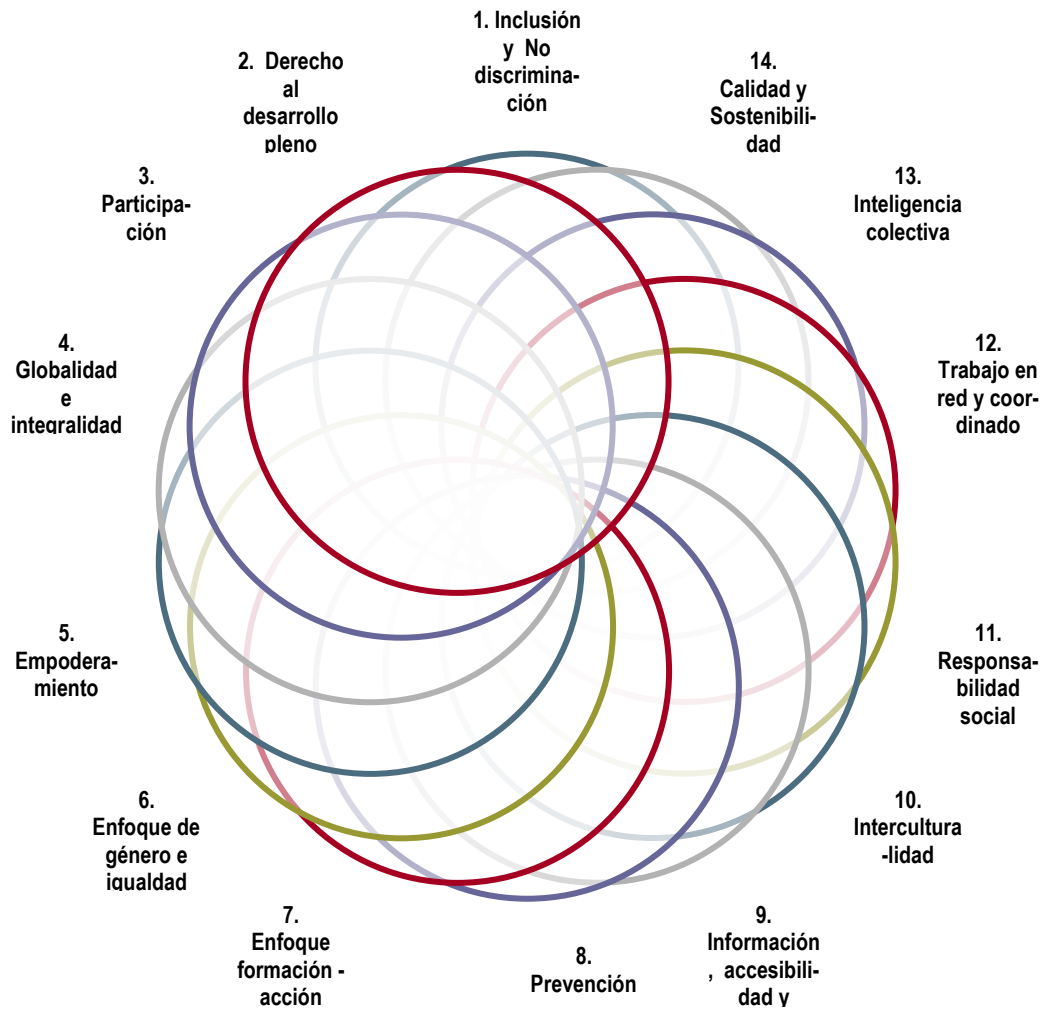 1. Inclusión
y No
discrimina-
ción
2. Derecho
al
desarrollo
pleno
3.
Participa-
ción
4.
Globalidad
e
integralidad
5.
Empodera-
miento
6.
Enfoque de
género e
igualdad
7.
Enfoque
formación -
acción
8.
Prevención
9.
Información
, accesibili-
dad y
10.
Intercultura
-lidad
11.
Responsa-
bilidad
social
12.
Trabajo en
red y coor-
dinado
13.
Inteligencia
colectiva
14.
Calidad y
Sostenibili-
dad